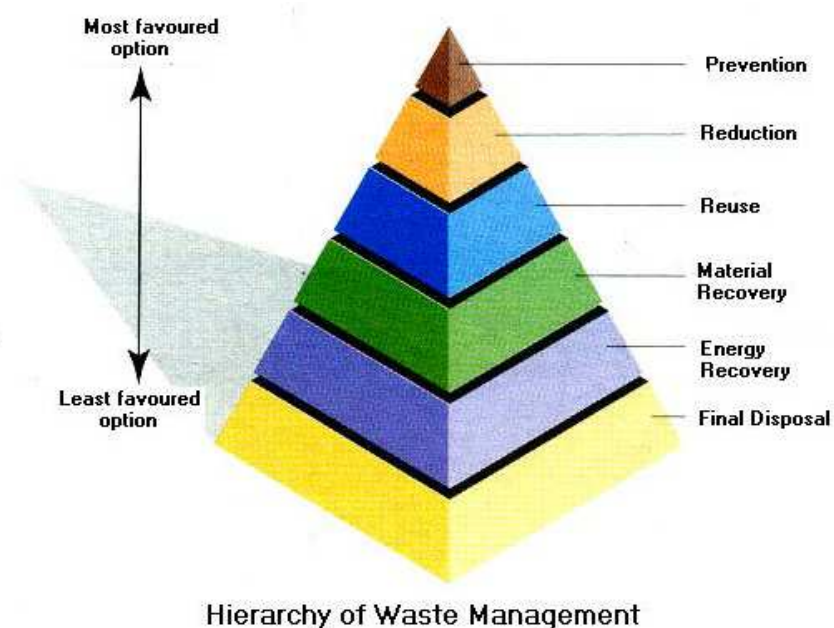 Most favoured
option
Prevention
Reduction
Reuse
Material
Recovery
Energy
Recovery
Least favoured
option
Final Disposal
Hierarchy of Waste Management